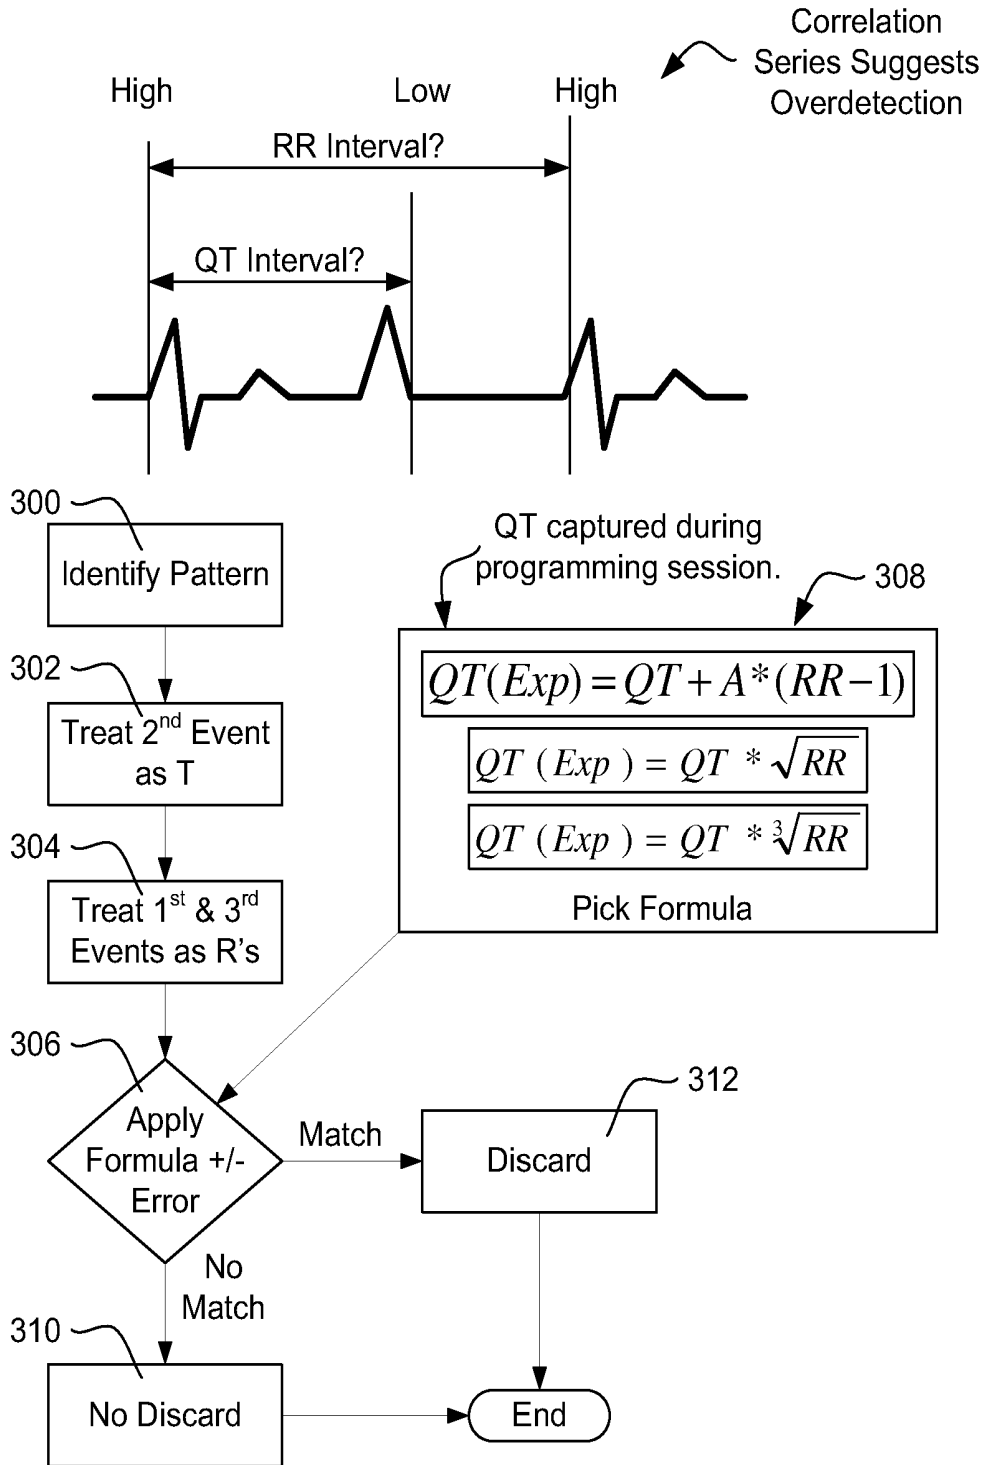 Correlation
Series Suggests
Overdetection
High Low High
RR Interval?
QT Interval?
300
Identify Pattern
302
Treat 2nd Event
as T
304
Treat 1st & 3rd
Events as R's
QT captured during
programming session.
308
QT(Exp) = QT + A*(RR−1)
QT (Exp ) = QT * √RR
QT (Exp ) = QT * ∛RR
Pick Formula
306
Apply
Formula +/-
Error
Match
312
Discard
No
Match
310
No Discard
End